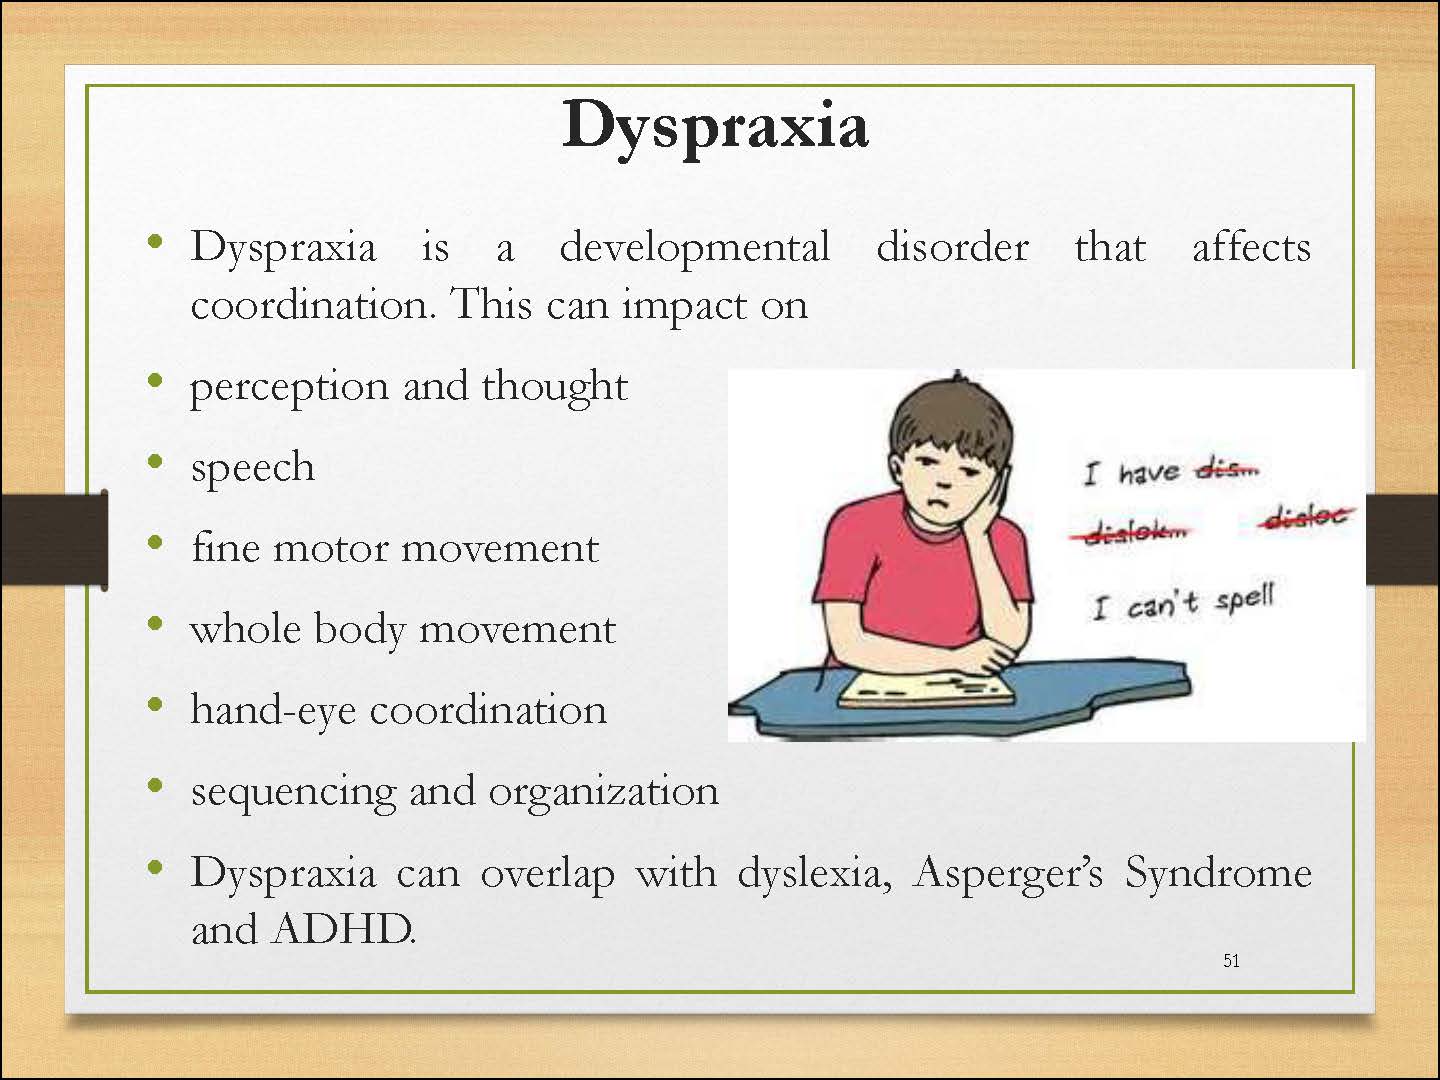 Dyspraxia
• Dyspraxia is a developmental disorder that affects
coordination. This can impact on
• perception and thought
• speech
• fine motor movement
• whole body movement
• hand-eye coordination
• sequencing and organization
I have dis...
dislek... disloc
I can't spell
• Dyspraxia can overlap with dyslexia, Asperger’s Syndrome
and ADHD.
51